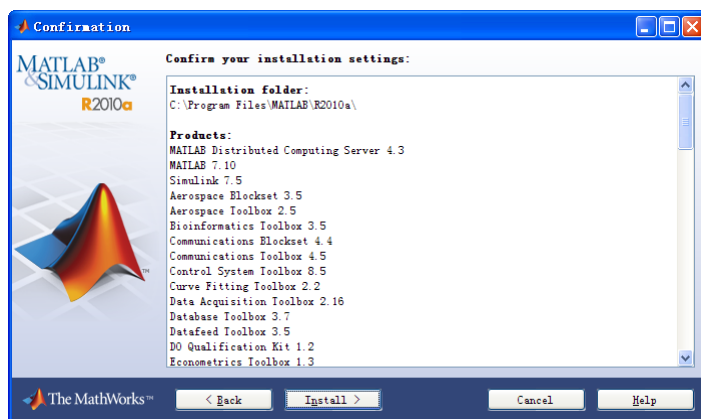 Confirmation
MATLAB®
&SIMULINK®
R2010a
Confirm your installation settings:
Installation folder:
C:\Program Files\MATLAB\R2010a\
Products:
MATLAB Distributed Computing Server 4.3
MATLAB 7.10
Simulink 7.5
Aerospace Blockset 3.5
Aerospace Toolbox 2.5
Bioinformatics Toolbox 3.5
Communications Blockset 4.4
Communications Toolbox 4.5
Control System Toolbox 8.5
Curve Fitting Toolbox 2.2
Data Acquisition Toolbox 2.16
Database Toolbox 3.7
Datafeed Toolbox 3.5
DO Qualification Kit 1.2
Econometrics Toolbox 1.3
TM
The MathWorks™
< Back
Install >
Cancel
Help